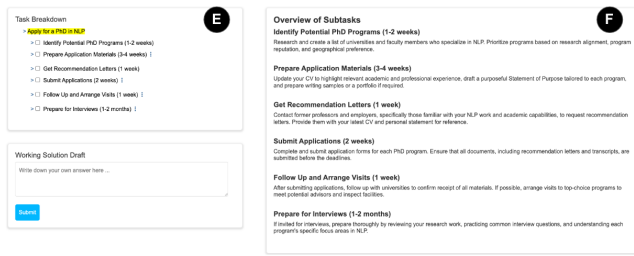 Task Breakdown
E
> Apply for a PhD in NLP
> Identify Potential PhD Programs (1-2 weeks)
> Prepare Application Materials (3-4 weeks)
> Get Recommendation Letters (1 week)
> Submit Applications (2 weeks)
> Follow Up and Arrange Visits (1 week)
> Prepare for Interviews (1-2 months)
Working Solution Draft
Write down your own answer here ...
Submit
Overview of Subtasks
F
Identify Potential PhD Programs (1-2 weeks)
Research and create a list of universities and faculty members who specialize in NLP. Prioritize programs based on research alignment, program
reputation, and geographical preference.
Prepare Application Materials (3-4 weeks)
Update your CV to highlight relevant academic and professional experience, draft a purposeful Statement of Purpose tailored to each program,
and prepare writing samples or a portfolio if required.
Get Recommendation Letters (1 week)
Contact former professors and employers, specifically those familiar with your NLP work and academic capabilities, to request recommendation
letters. Provide them with your latest CV and personal statement for reference.
Submit Applications (2 weeks)
Complete and submit application forms for each PhD program. Ensure that all documents, including recommendation letters and transcripts, are
submitted before the deadlines.
Follow Up and Arrange Visits (1 week)
After submitting applications, follow up with universities to confirm receipt of all materials. If possible, arrange visits to top-choice programs to
meet potential advisors and inspect facilities.
Prepare for Interviews (1-2 months)
If invited for interviews, prepare thoroughly by reviewing your research work, practicing common interview questions, and understanding each
program's specific focus areas in NLP.